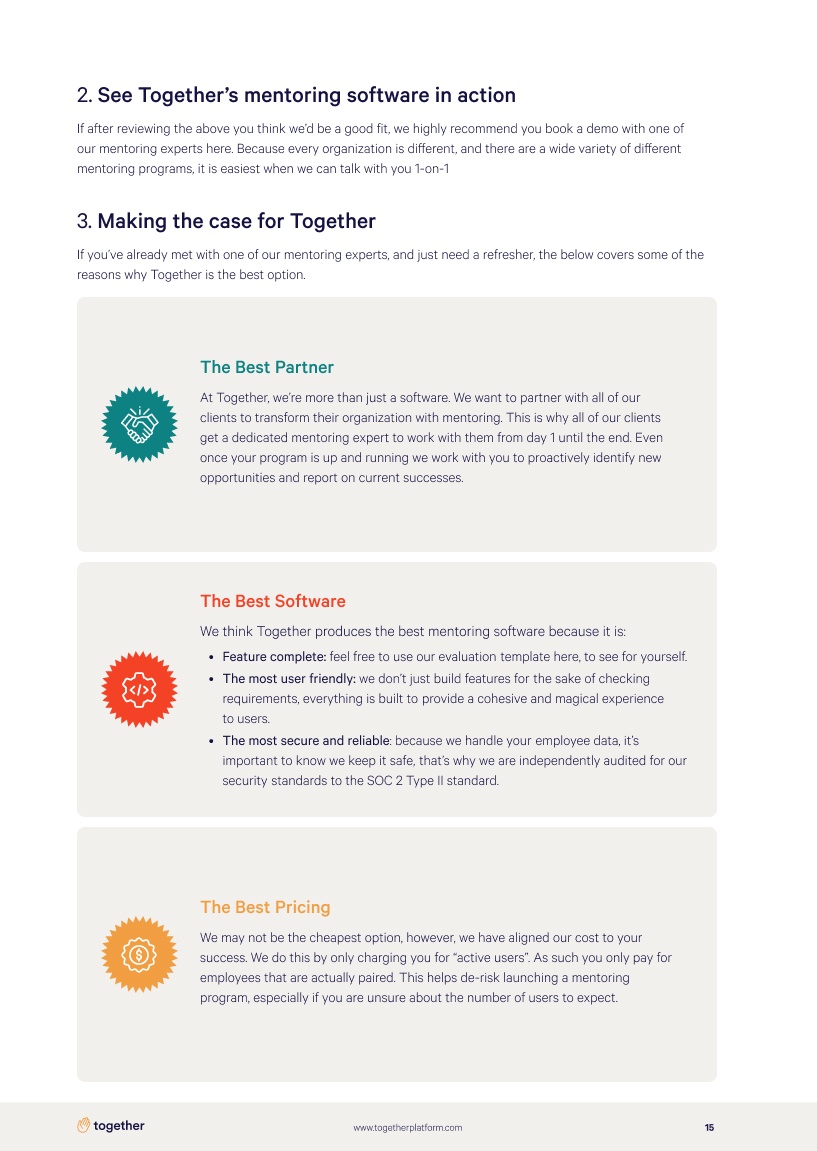 2. See Together’s mentoring software in action
If after reviewing the above you think we’d be a good fit, we highly recommend you book a demo with one of
our mentoring experts here. Because every organization is different, and there are a wide variety of different
mentoring programs, it is easiest when we can talk with you 1-on-1
3. Making the case for Together
If you’ve already met with one of our mentoring experts, and just need a refresher, the below covers some of the
reasons why Together is the best option.
The Best Partner
At Together, we’re more than just a software. We want to partner with all of our
clients to transform their organization with mentoring. This is why all of our clients
get a dedicated mentoring expert to work with them from day 1 until the end. Even
once your program is up and running we work with you to proactively identify new
opportunities and report on current successes.
The Best Software
We think Together produces the best mentoring software because it is:
• Feature complete: feel free to use our evaluation template here, to see for yourself.
• The most user friendly: we don’t just build features for the sake of checking
requirements, everything is built to provide a cohesive and magical experience
to users.
• The most secure and reliable: because we handle your employee data, it’s
important to know we keep it safe, that’s why we are independently audited for our
security standards to the SOC 2 Type II standard.
The Best Pricing
We may not be the cheapest option, however, we have aligned our cost to your
success. We do this by only charging you for “active users”. As such you only pay for
employees that are actually paired. This helps de-risk launching a mentoring
program, especially if you are unsure about the number of users to expect.
together
www.togetherplatform.com
15